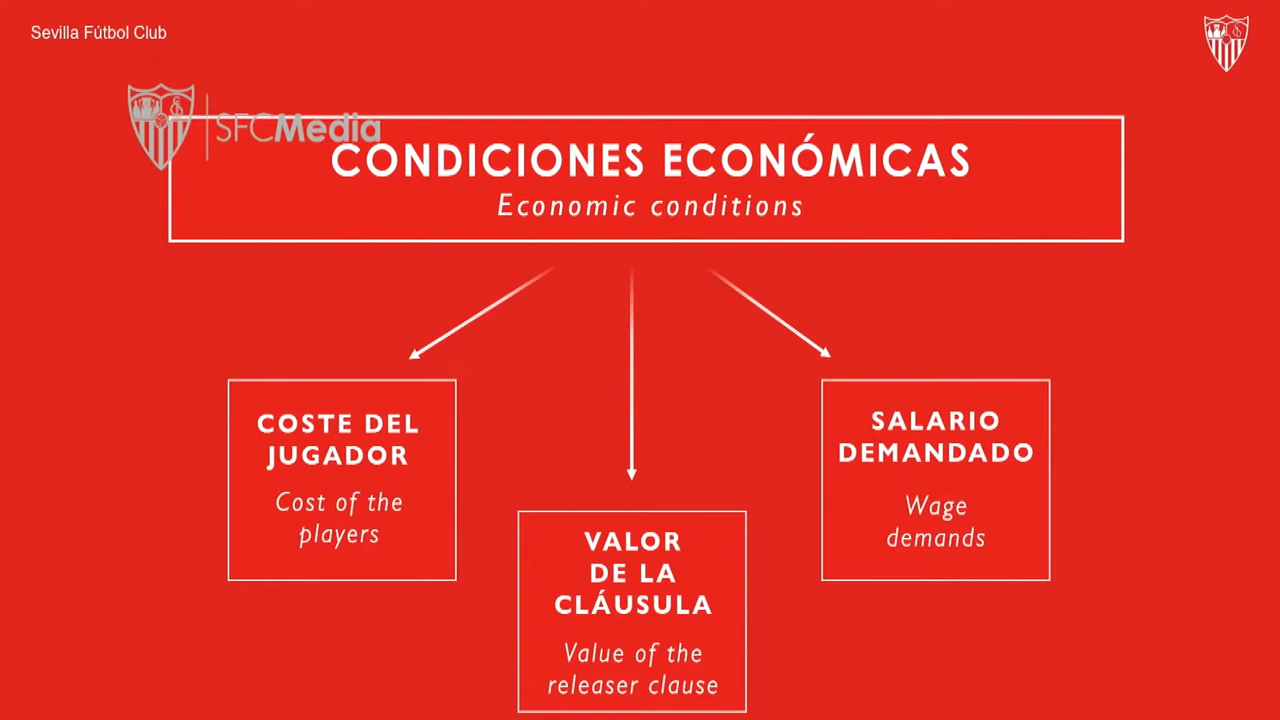 Sevilla Fútbol Club
SFCMedia
CONDICIONES ECONÓMICAS
Economic conditions
COSTE DEL
JUGADOR
Cost of the
players
VALOR
DE LA
CLÁUSULA
Value of the
releaser clause
SALARIO
DEMANDADO
Wage
demands